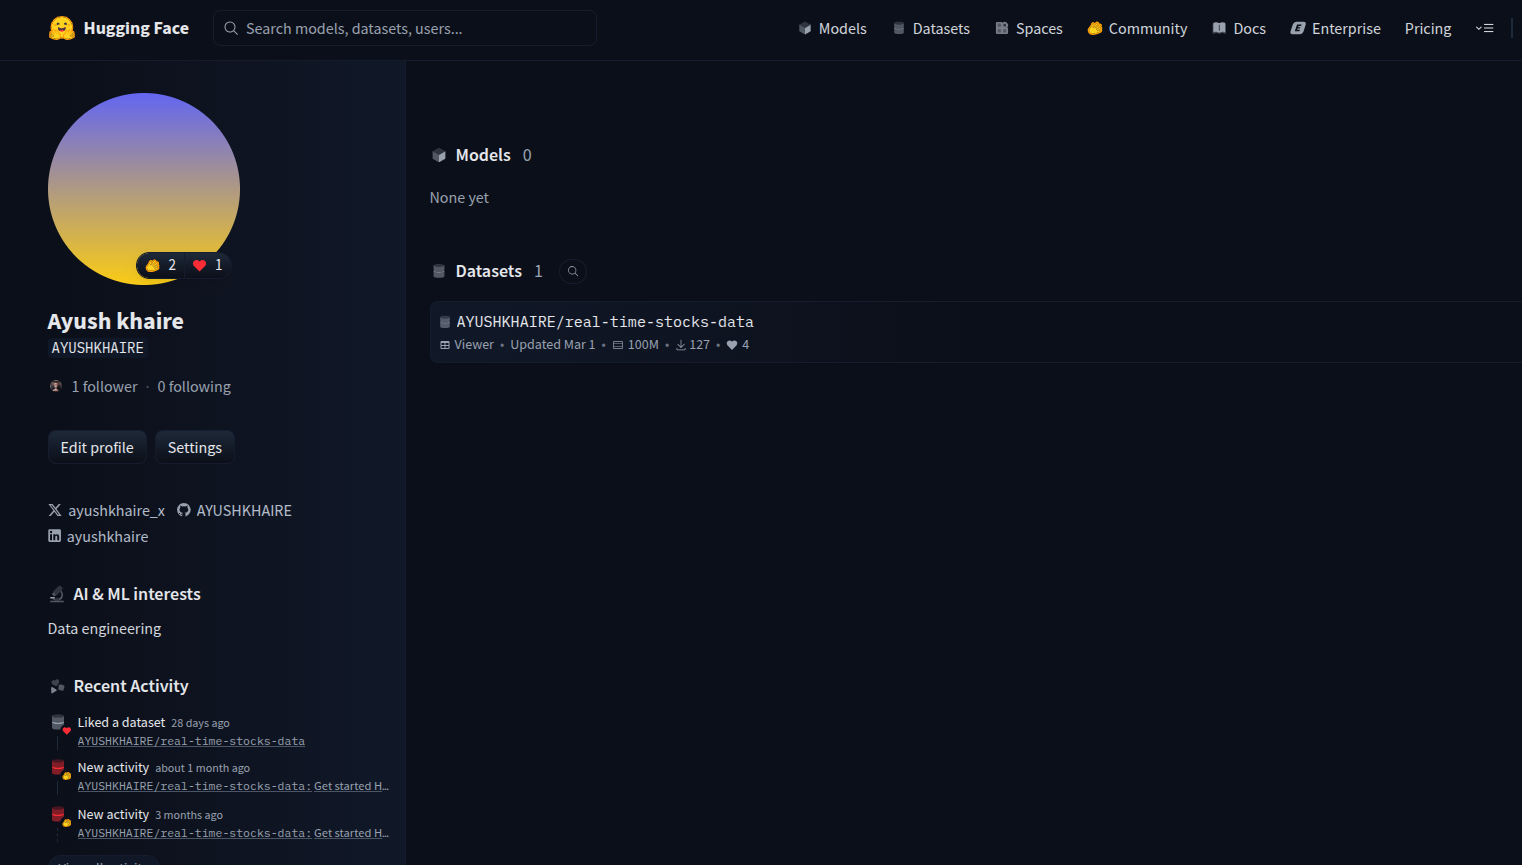 Hugging Face
Search models, datasets, users...
Models
Datasets
Spaces
Community
Docs
Enterprise
Pricing
2
1
Ayush khaire
AYUSHKHAIRE
1 follower · 0 following
Edit profile
Settings
ayushkhaire_x
AYUSHKHAIRE
ayushkhaire
AI & ML interests
Data engineering
Recent Activity
Liked a dataset 28 days ago
AYUSHKHAIRE/real-time-stocks-data
New activity about 1 month ago
AYUSHKHAIRE/real-time-stocks-data: Get started H...
New activity 3 months ago
AYUSHKHAIRE/real-time-stocks-data: Get started H...
Models 0
None yet
Datasets 1
AYUSHKHAIRE/real-time-stocks-data
Viewer • Updated Mar 1 • 100M • 127 • 4